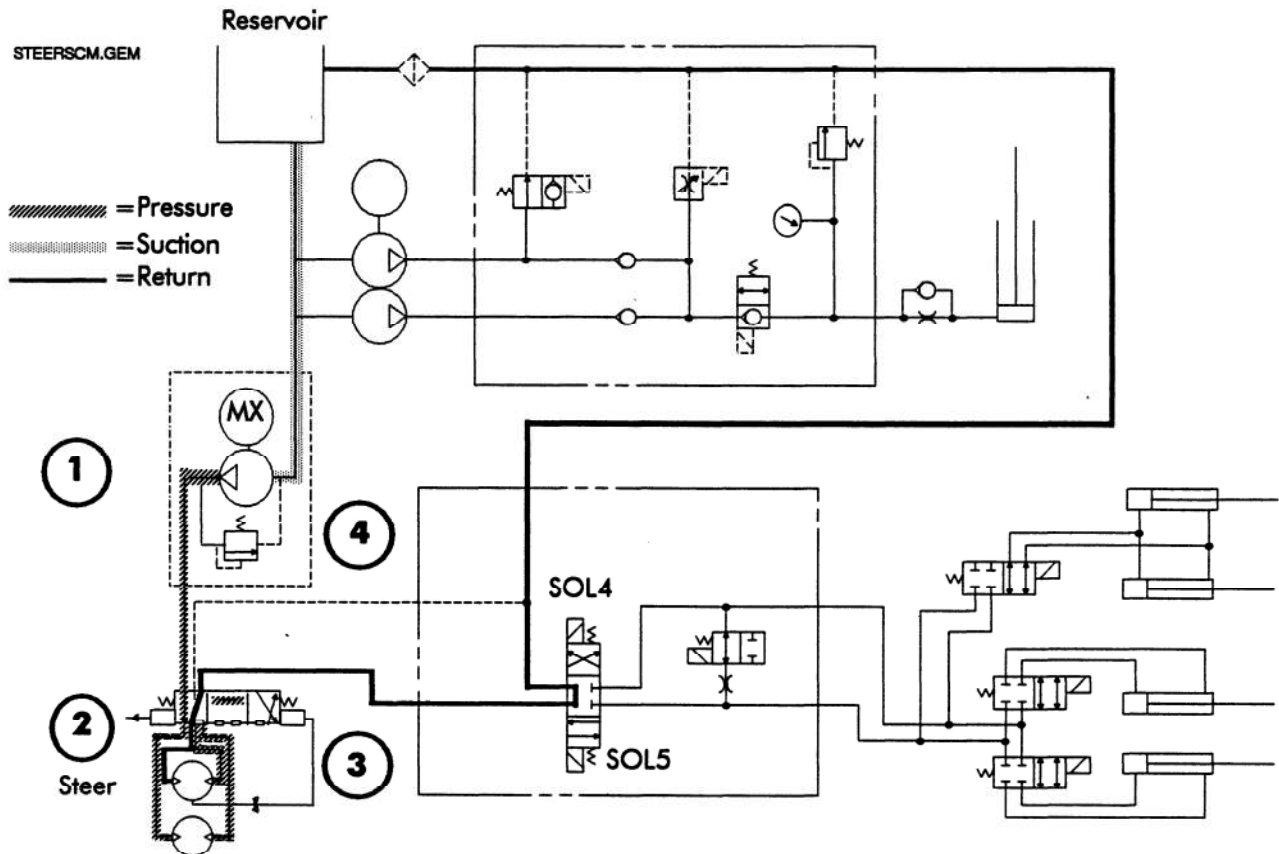 Reservoir
STEERSCM.GEM
=Pressure
=Suction
=Return
MX
1
4
SOL4
2
3
SOL5
Steer